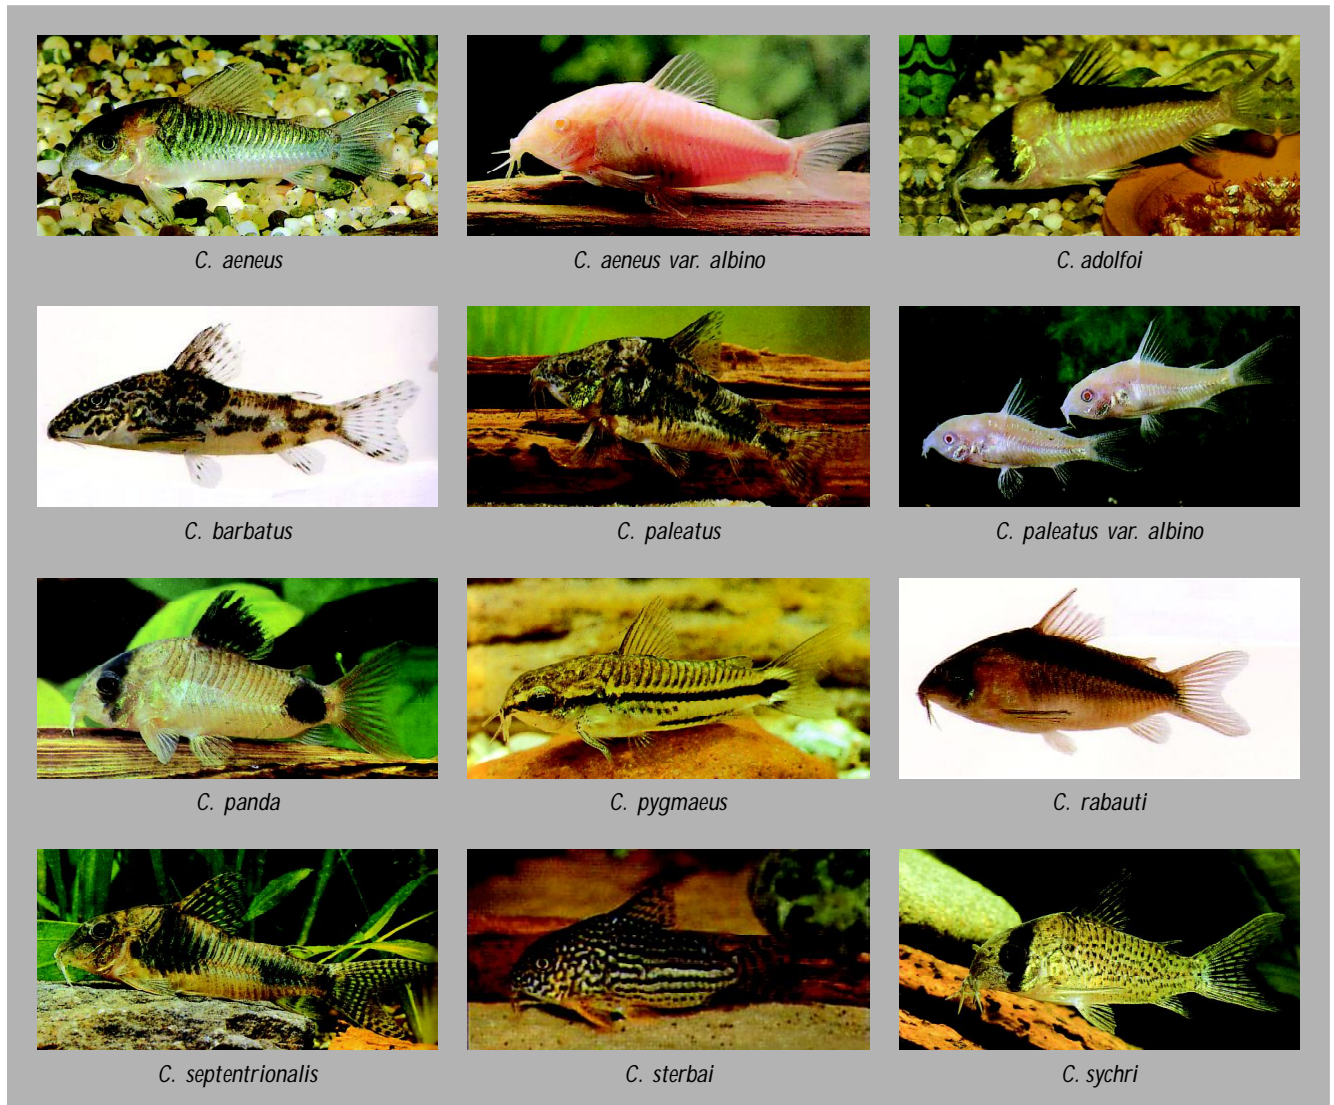 C. aeneus
C. aeneus var. albino
C. adolfoi
C. barbatus
C. paleatus
C. paleatus var. albino
C. panda
C. pygmaeus
C. rabauti
C. septentrionalis
C. sterbai
C. sychri